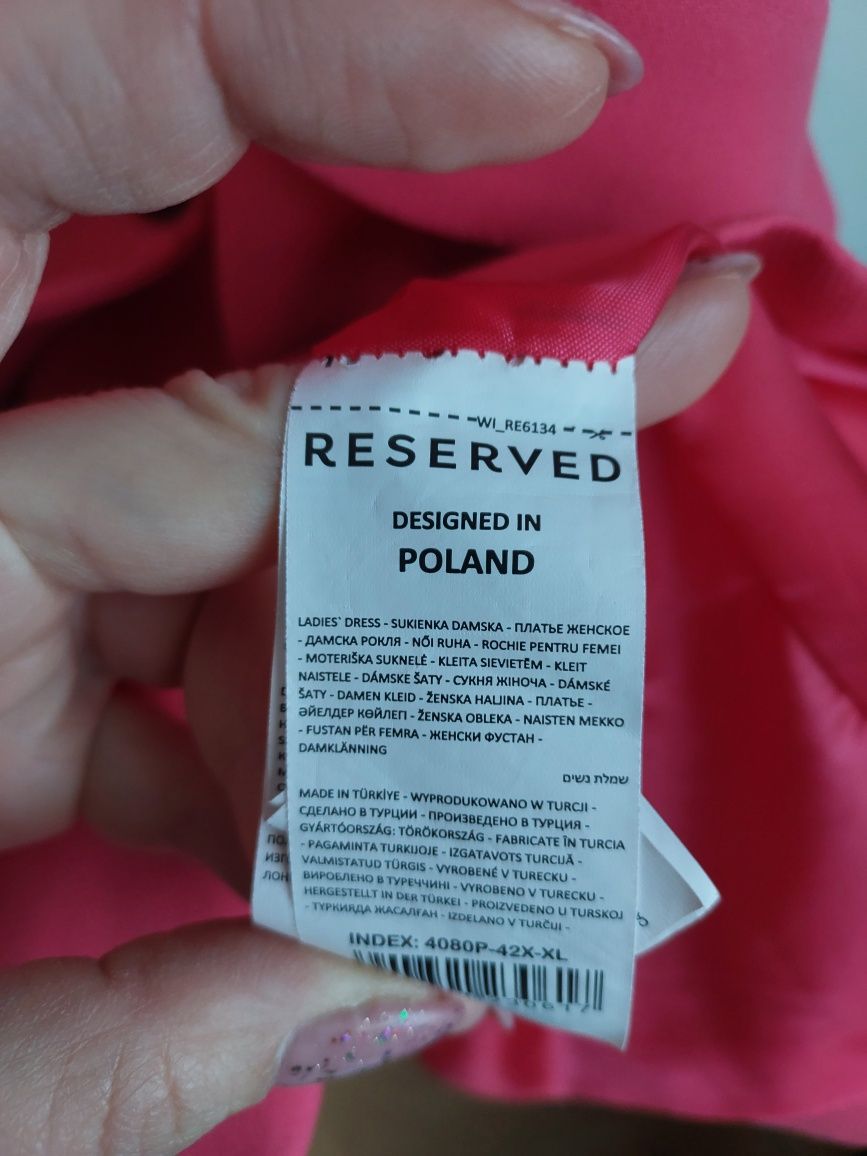 WI_RE6134
RESERVED
DESIGNED IN
POLAND
LADIES` DRESS - SUKIENKA DAMSKA - ПЛАТЬЕ ЖЕНСКОЕ
- ДАМСКА РОКЛЯ - NŐI RUHA - ROCHIE PENTRU FEMEI
- MOTERIŠKA SUKNELĖ - KLEITA SIEVIETĒM - KLEIT
NAISTELE - DÁMSKE ŠATY - СУКНЯ ЖІНОЧА - DÁMSKÉ
ŠATY - DAMEN KLEID - ŽENSKA HALJINA - ПЛАТЬЕ -
ӘЙЕЛДЕР КӨЙЛЕГІ - ŽENSKA OBLEKA - NAISTEN MEKKO
- FUSTAN PËR FEMRA - ЖЕНСКИ ФУСТАН -
DAMKLÄNNING
שמלת נשים
MADE IN TÜRKİYE - WYPRODUKOWANO W TURCJI -
СДЕЛАНО В ТУРЦИИ - ПРОИЗВЕДЕНО В ТУРЦИЯ -
GYÁRTÓORSZÁG: TÖRÖKORSZÁG - FABRICATE ÎN TURCIA
- PAGAMINTA TURKIJOJE - IZGATAVOTS TURCIJĀ -
VALMISTATUD TÜRGIS - VYROBENÉ V TURECKU -
ВИРОБЛЕНО В ТУРЕЧЧИНІ - VYROBENO V TURECKU -
HERGESTELLT IN DER TÜRKEI - PROIZVEDENO U TURSKOJ
- ТҮРКИЯДА ЖАСАЛҒАН - IZDELANO V TURČIJI -
INDEX: 4080P-42X-XL